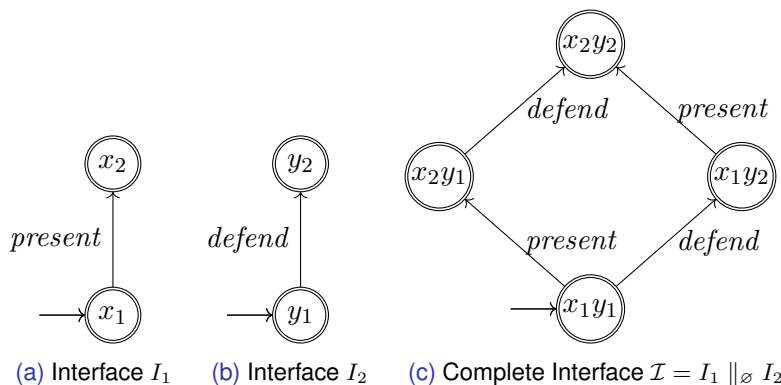 x₂y₂
defend
present
x₂
y₂
x₂y₁
x₁y₂
present
defend
present
defend
x₁
y₁
x₁y₁
(a) Interface I₁
(b) Interface I₂
(c) Complete Interface 𝓘 = I₁ ∥∅ I₂